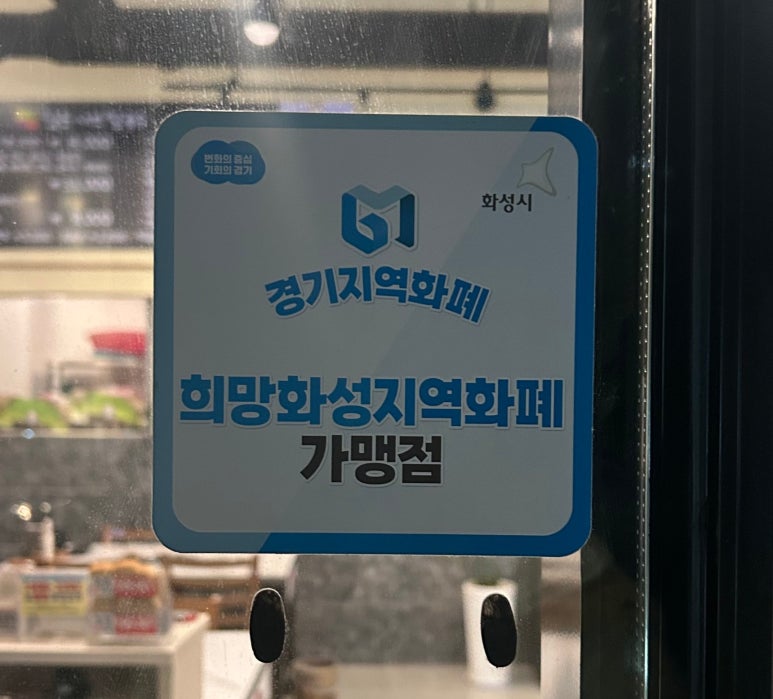 변화의 중심
기회의 경기
화성시
경기지역화폐
희망화성지역화폐
가맹점